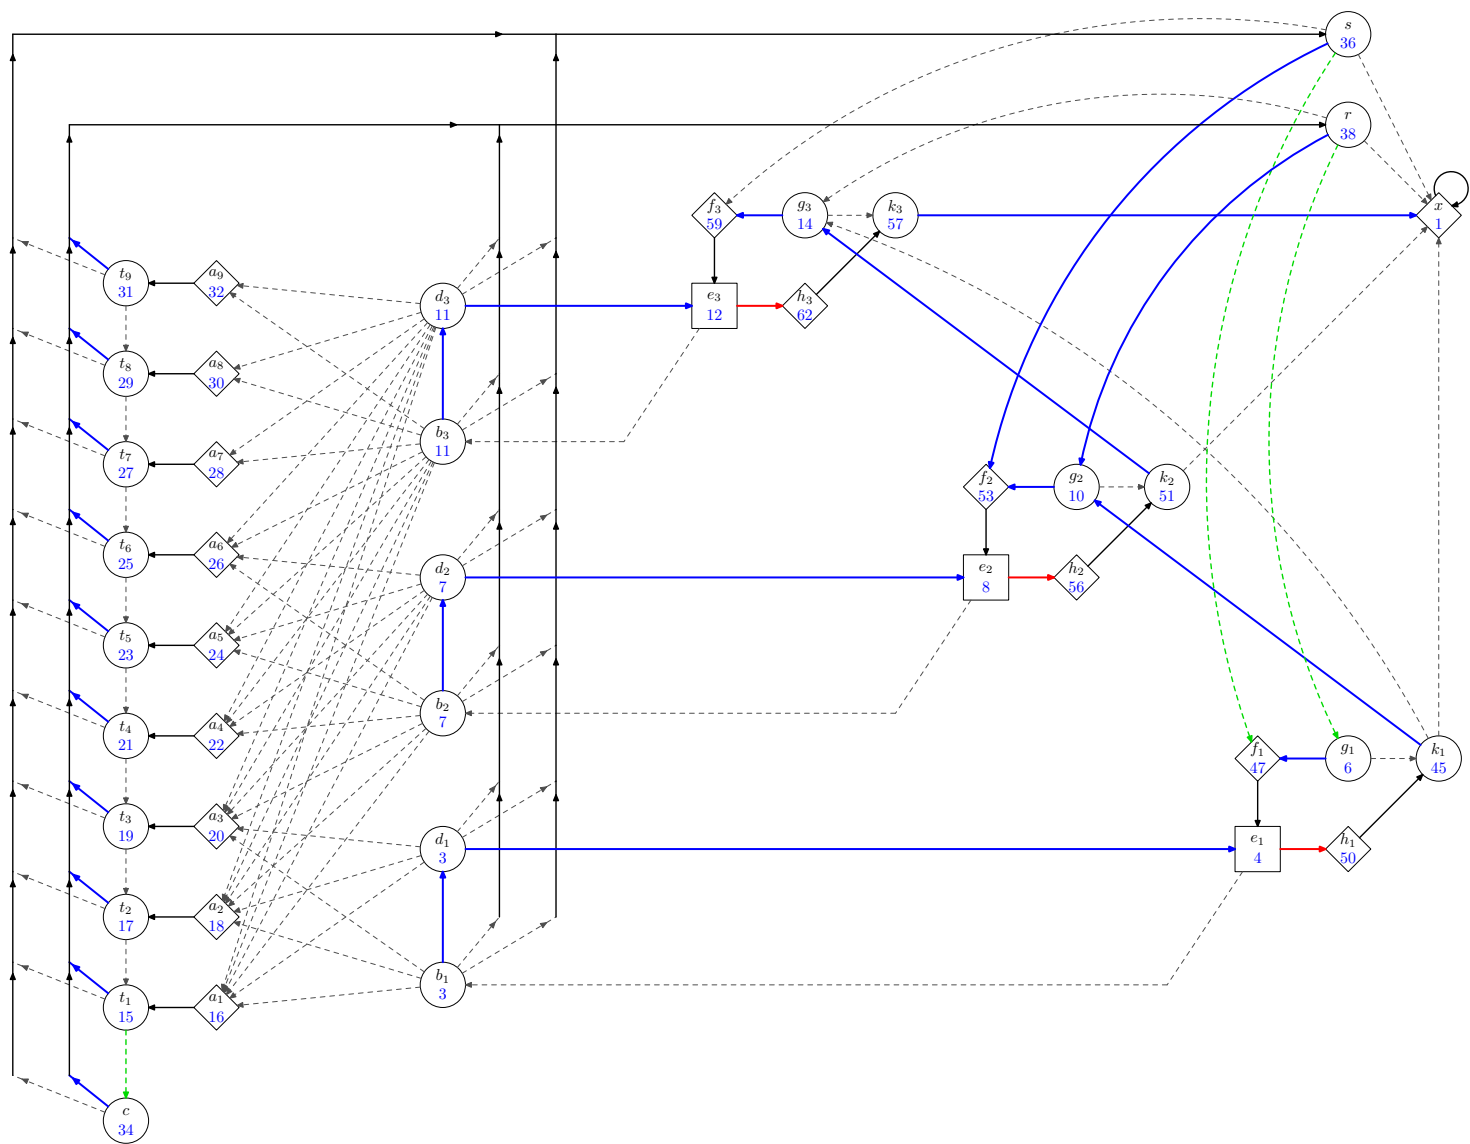 s
36
r
38
x
1
f₃
59
g₃
14
k₃
57
t₉
31
a₉
32
d₃
11
e₃
12
h₃
62
t₈
29
a₈
30
b₃
11
t₇
27
a₇
28
f₂
53
g₂
10
k₂
51
t₆
25
a₆
26
d₂
7
e₂
8
h₂
56
t₅
23
a₅
24
b₂
7
t₄
21
a₄
22
f₁
47
g₁
6
k₁
45
t₃
19
a₃
20
d₁
3
e₁
4
h₁
50
t₂
17
a₂
18
b₁
3
t₁
15
a₁
16
c
34